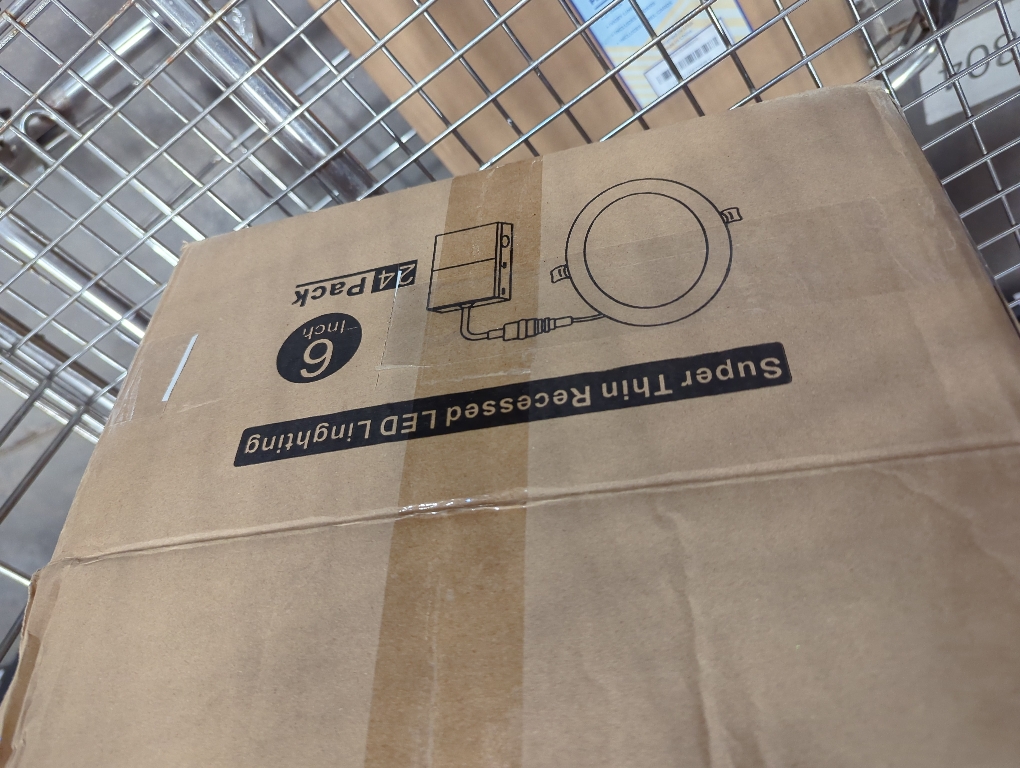 Super Thin Recessed LED Linghting
6
Inch
24 Pack